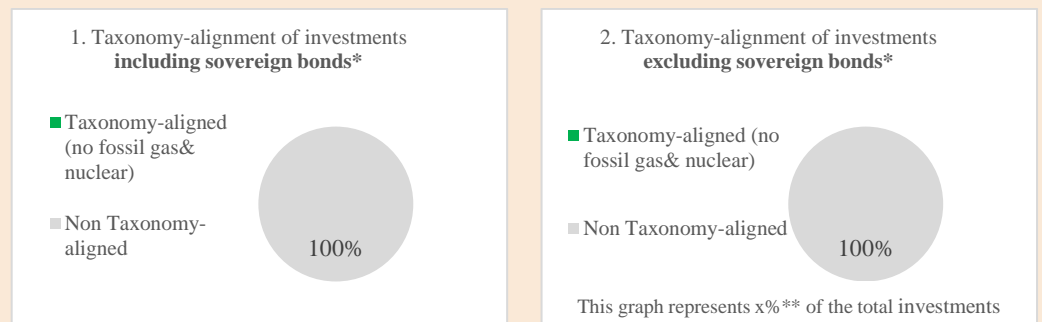 1. Taxonomy-alignment of investments
including sovereign bonds*
Taxonomy-aligned
(no fossil gas&
nuclear)
Non Taxonomy-
aligned
100%
2. Taxonomy-alignment of investments
excluding sovereign bonds*
Taxonomy-aligned (no
fossil gas& nuclear)
Non Taxonomy-aligned
100%
This graph represents x%** of the total investments